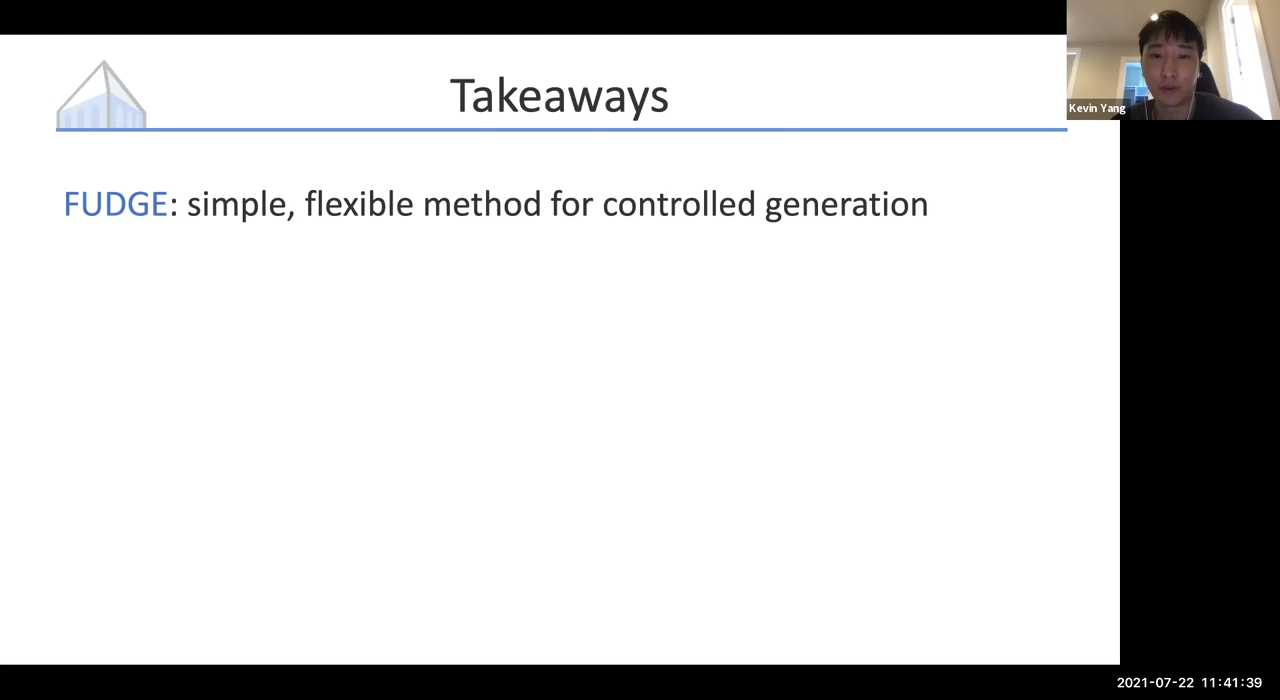 Takeaways
Kevin Yang
FUDGE: simple, flexible method for controlled generation
2021-07-22 11:41:39